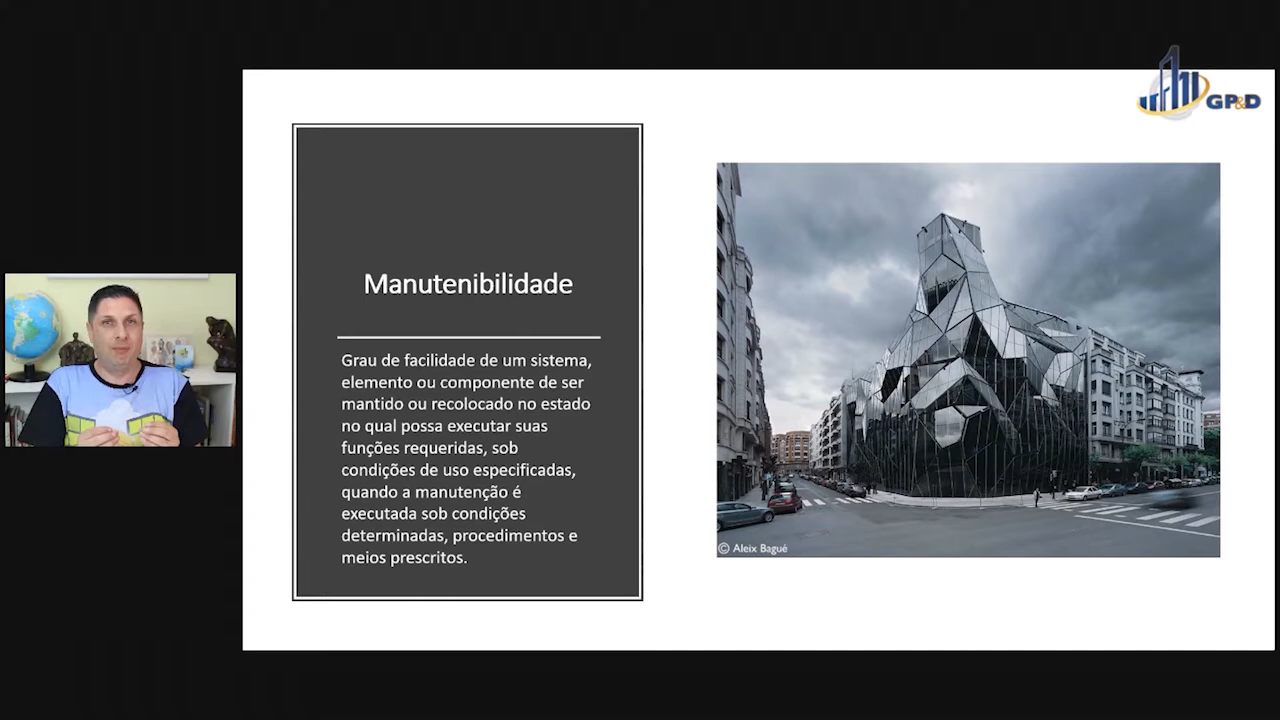 GP&D
Manutenibilidade
Grau de facilidade de um sistema,
elemento ou componente de ser
mantido ou recolocado no estado
no qual possa executar suas
funções requeridas, sob
condições de uso especificadas,
quando a manutenção é
executada sob condições
determinadas, procedimentos e
meios prescritos.
© Aleix Bagué